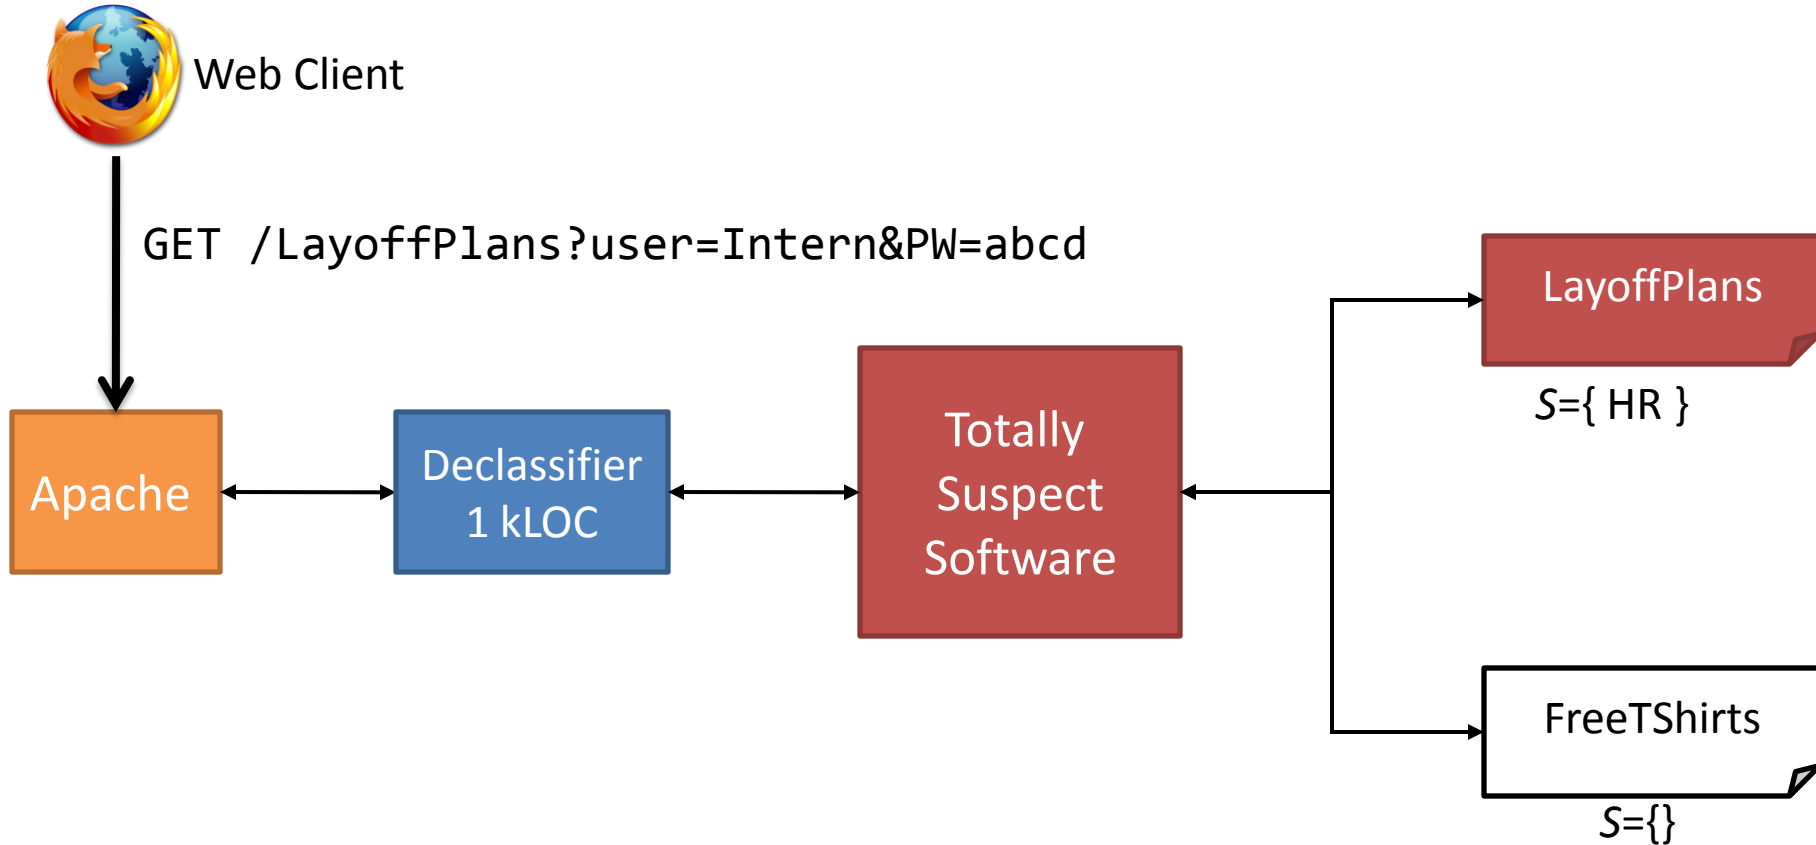 Web Client
GET /LayoffPlans?user=Intern&PW=abcd
LayoffPlans
S={ HR }
Apache
Declassifier
1 kLOC
Totally
Suspect
Software
FreeTShirts
S={}